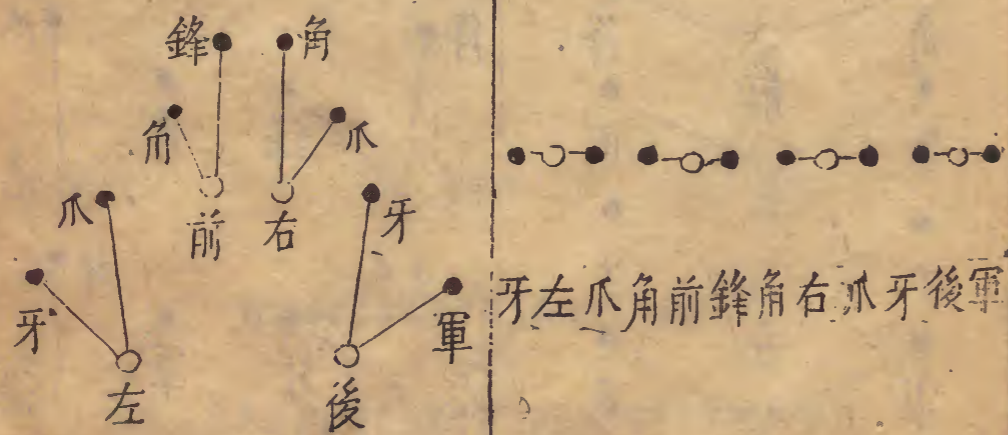 鋒 角
角 爪
前 右
爪 牙
牙 軍
左 後
牙左爪角前鋒角右爪牙後軍